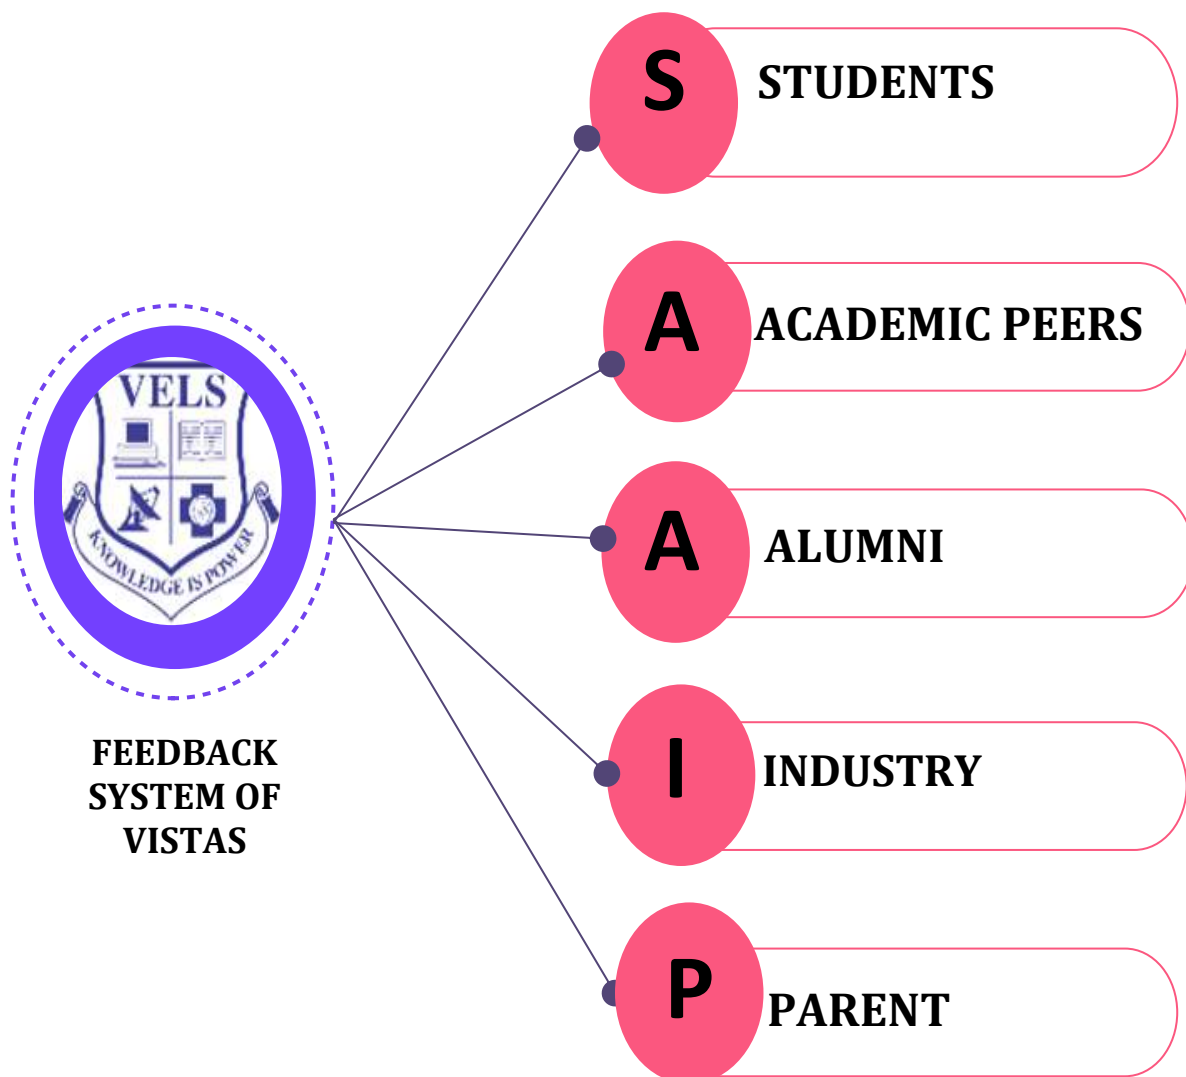 S STUDENTS
A ACADEMIC PEERS
VELS
KNOWLEDGE IS POWER
A ALUMNI
I INDUSTRY
FEEDBACK
SYSTEM OF
VISTAS
P PARENT